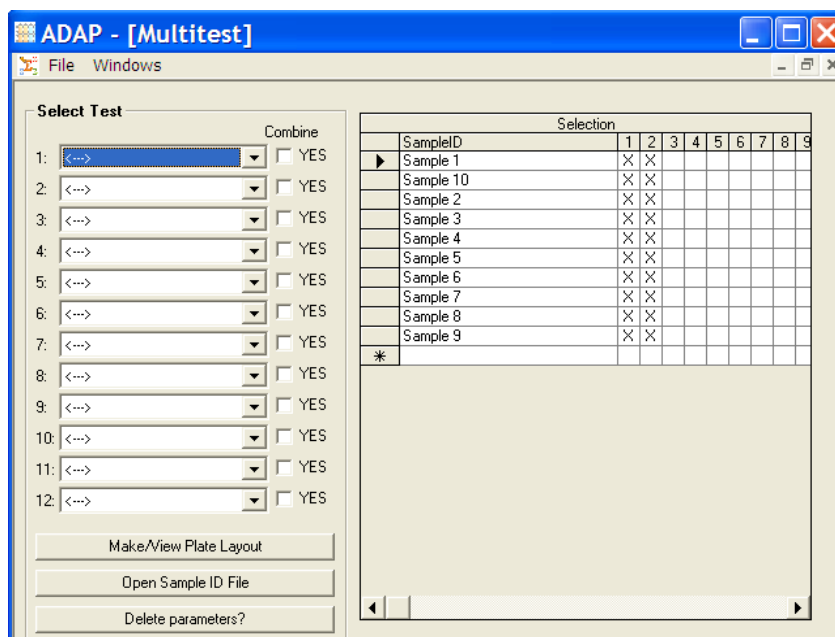 ADAP - [Multitest]
File Windows
Select Test
Combine
1: <---> YES
2: <---> YES
3: <---> YES
4: <---> YES
5: <---> YES
6: <---> YES
7: <---> YES
8: <---> YES
9: <---> YES
10: <---> YES
11: <---> YES
12: <---> YES
Make/View Plate Layout
Open Sample ID File
Delete parameters?
Selection
SampleID 1 2 3 4 5 6 7 8 9
Sample 1 X X
Sample 10 X X
Sample 2 X X
Sample 3 X X
Sample 4 X X
Sample 5 X X
Sample 6 X X
Sample 7 X X
Sample 8 X X
Sample 9 X X